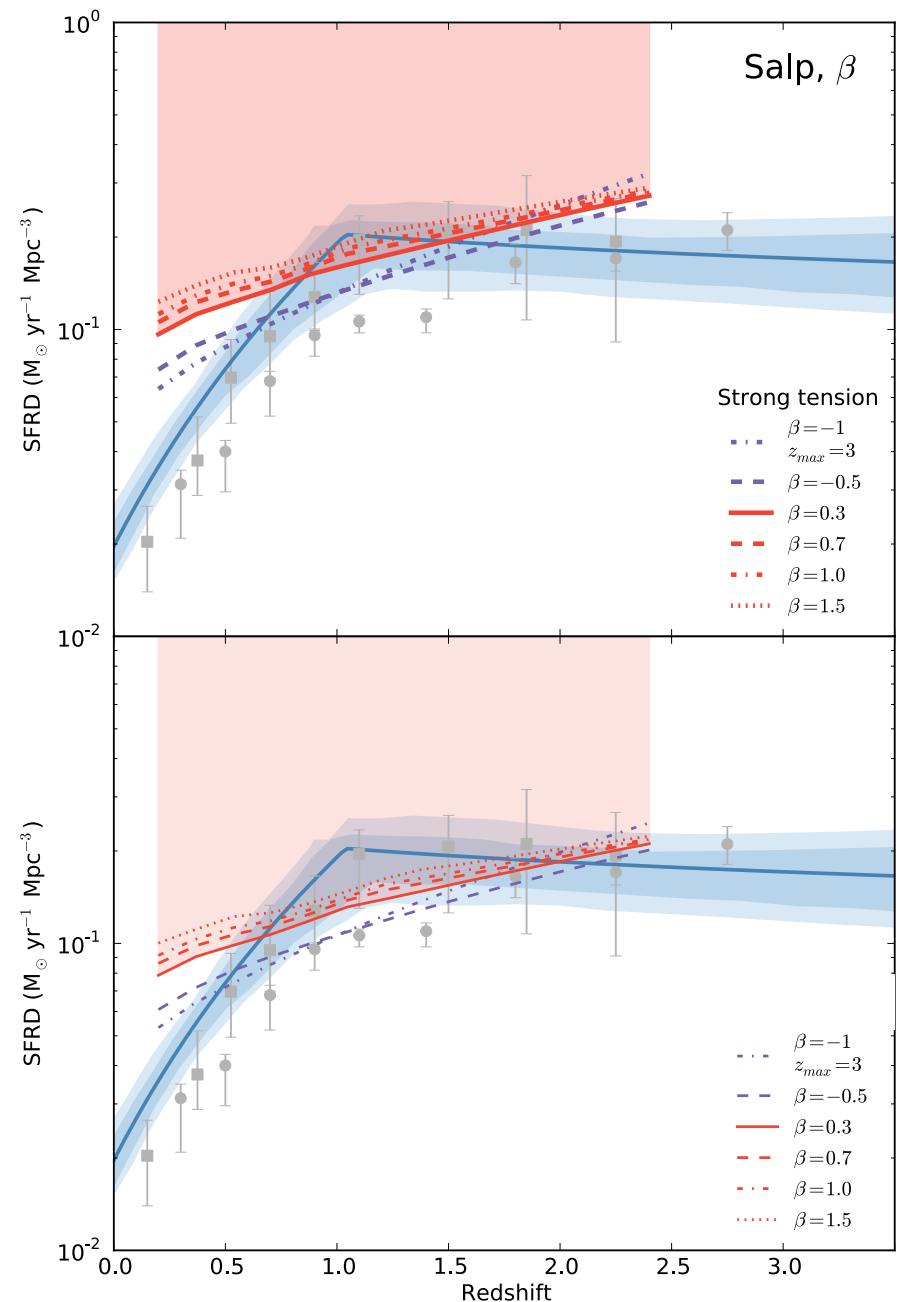 Salp, β
10⁰
10⁻¹
10⁻²
SFRD (M☉ yr⁻¹ Mpc⁻³)
Strong tension
β=−1
z_max=3
β=−0.5
β=0.3
β=0.7
β=1.0
β=1.5
10⁻¹
10⁻²
SFRD (M☉ yr⁻¹ Mpc⁻³)
β=−1
z_max=3
β=−0.5
β=0.3
β=0.7
β=1.0
β=1.5
0.0 0.5 1.0 1.5 2.0 2.5 3.0
Redshift